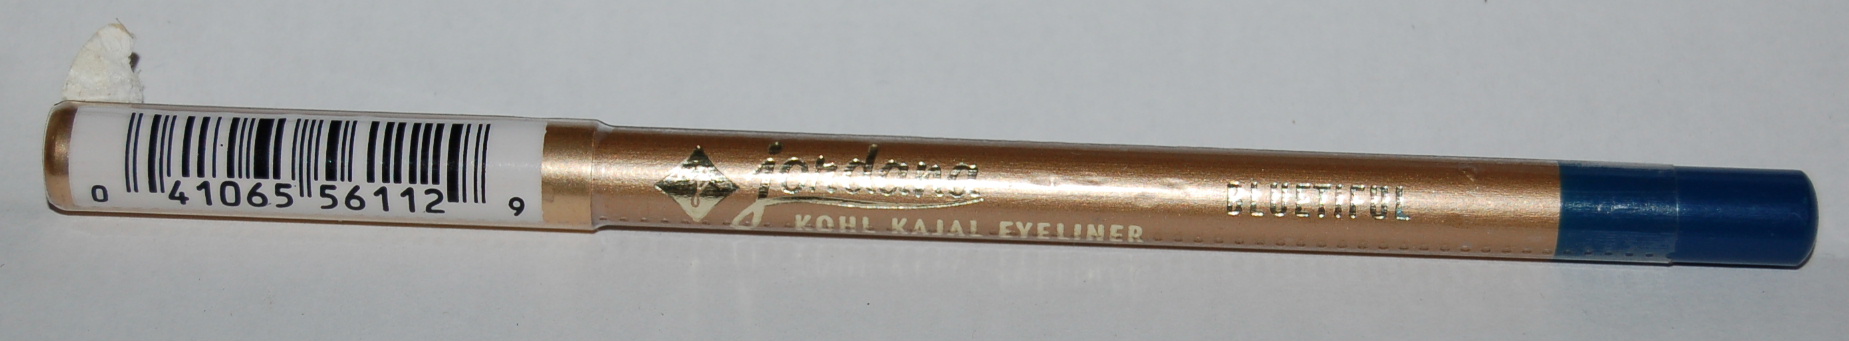 0 41065 56112 9
jordana
KOHL KAJAL EYELINER
BLUETIFUL